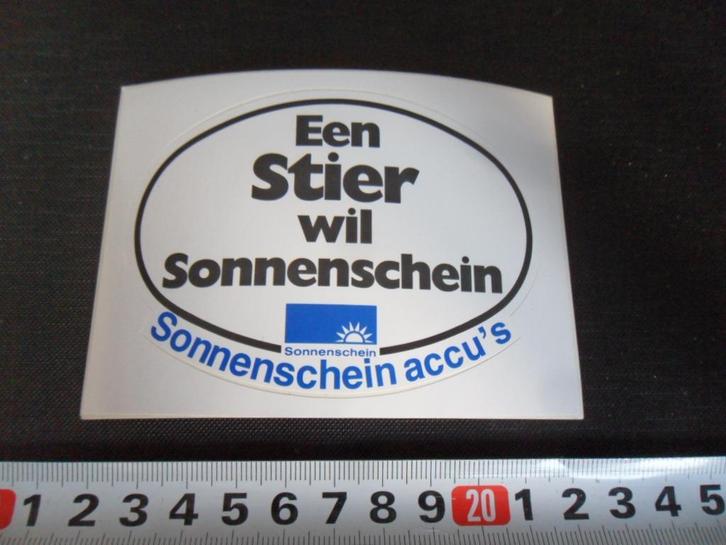 Een
Stier
wil
Sonnenschein
Sonnenschein
Sonnenschein accu's
1 2 3 4 5 6 7 8 9 20 1 2 3 4 5